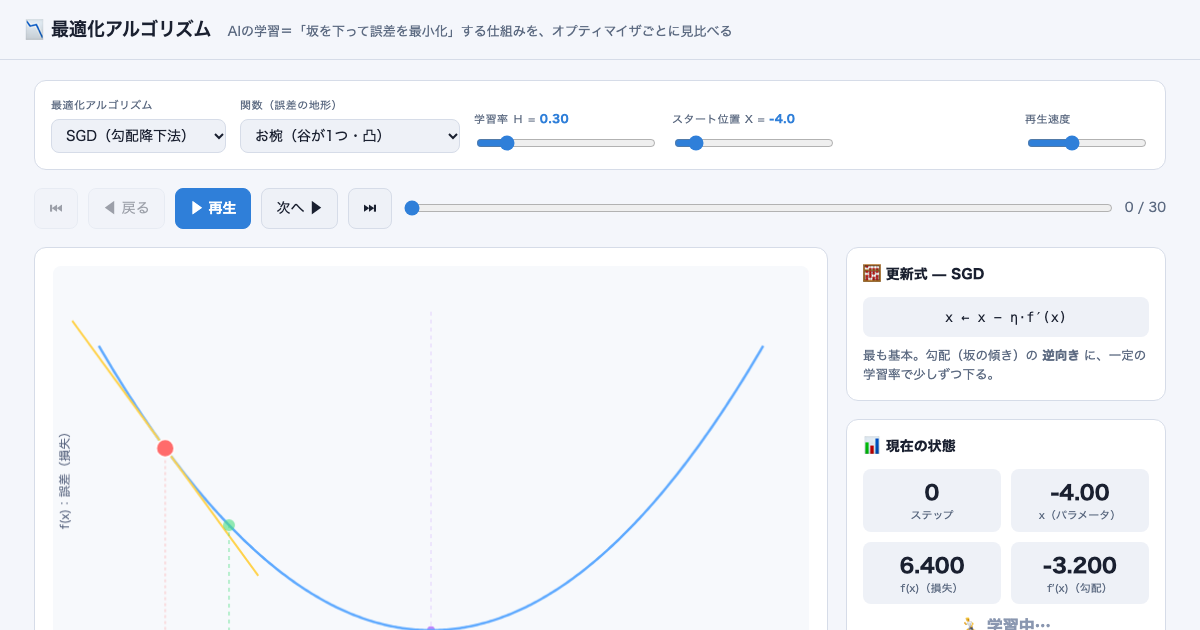 最適化アルゴリズム AIの学習＝「坂を下って誤差を最小化」する仕組みを、オプティマイザごとに見比べる
最適化アルゴリズム
SGD（勾配降下法）
関数（誤差の地形）
お椀（谷が1つ・凸）
学習率 H = 0.30
スタート位置 X = -4.0
再生速度
⏮
◀ 戻る
▶ 再生
次へ ▶
⏭
0 / 30
f(x)：誤差（損失）
更新式 — SGD
x ← x − η·f′(x)
最も基本。勾配（坂の傾き）の 逆向き に、一定の
学習率で少しずつ下る。
現在の状態
0
ステップ
-4.00
x（パラメータ）
6.400
f(x)（損失）
-3.200
f′(x)（勾配）
学習中…